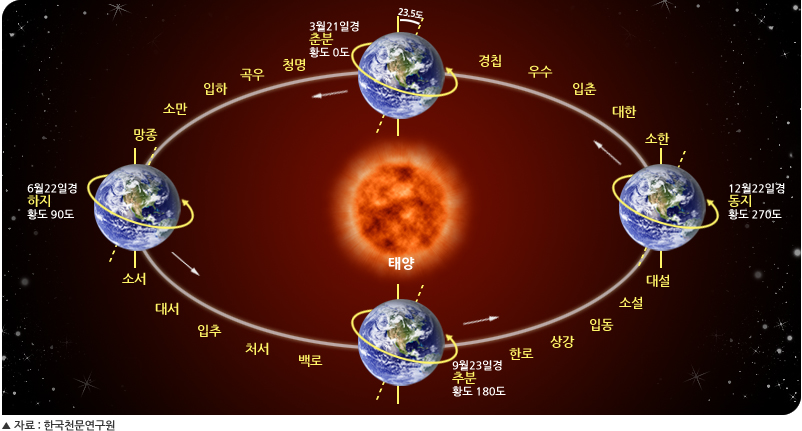 23.5도
3월21일경
춘분
황도 0도
청명
곡우
입하
소만
망종
경칩
우수
입춘
대한
소한
6월22일경
하지
황도 90도
12월22일경
동지
황도 270도
태양
소서
대서
입추
처서
백로
대설
소설
입동
상강
한로
9월23일경
추분
황도 180도
▲ 자료 : 한국천문연구원